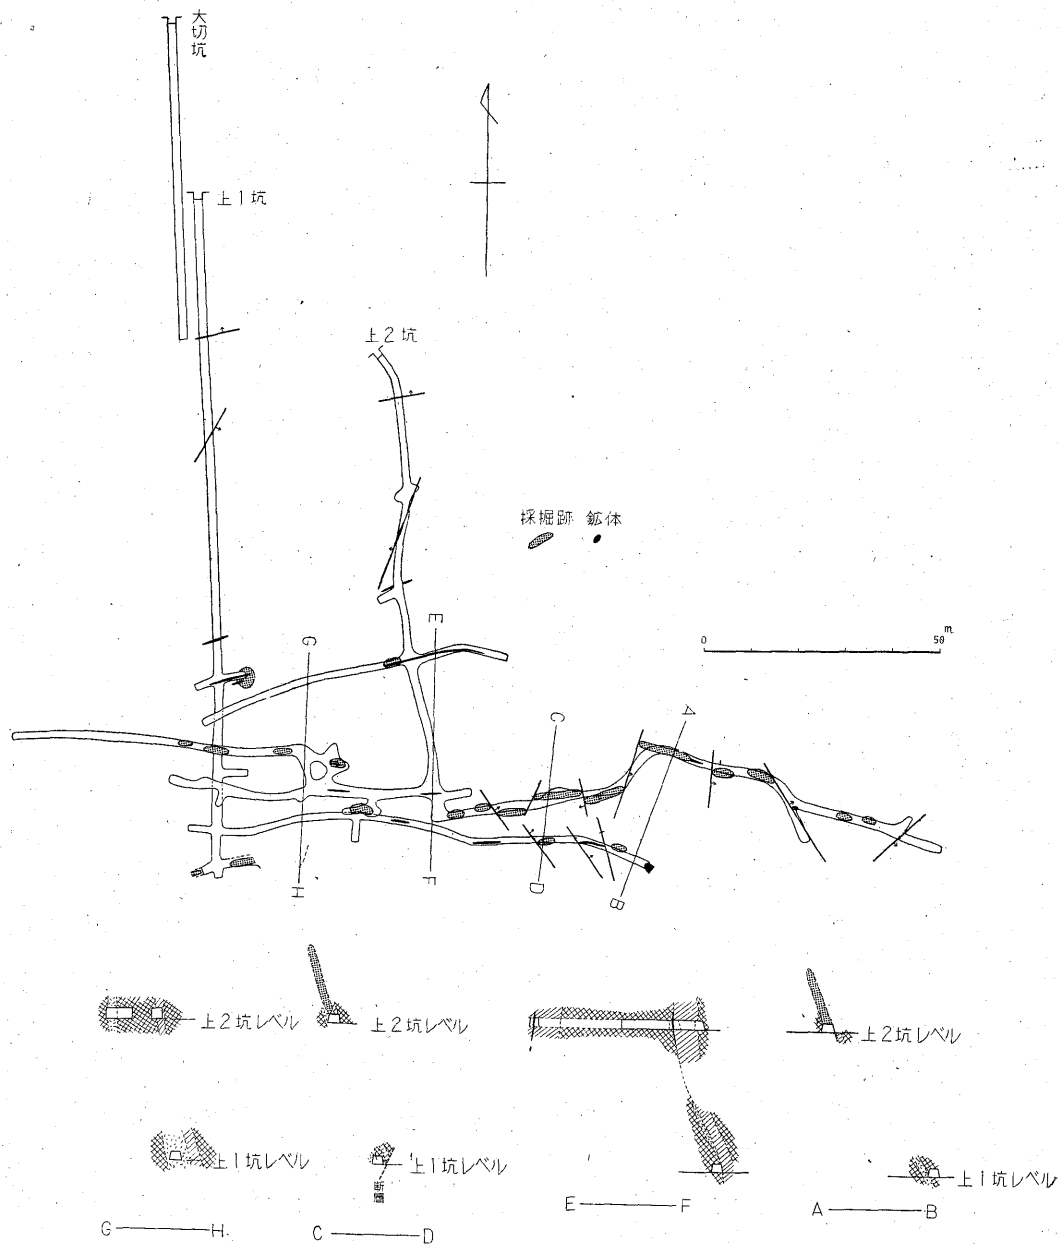 大切坑
上1坑
上2坑
採掘跡 鉱体
0 50 m
E
G
C
A
H
F
D
B
上2坑レベル
上2坑レベル
上2坑レベル
上1坑レベル
上1坑レベル
断層
上1坑レベル
G H
C D
E F
A B